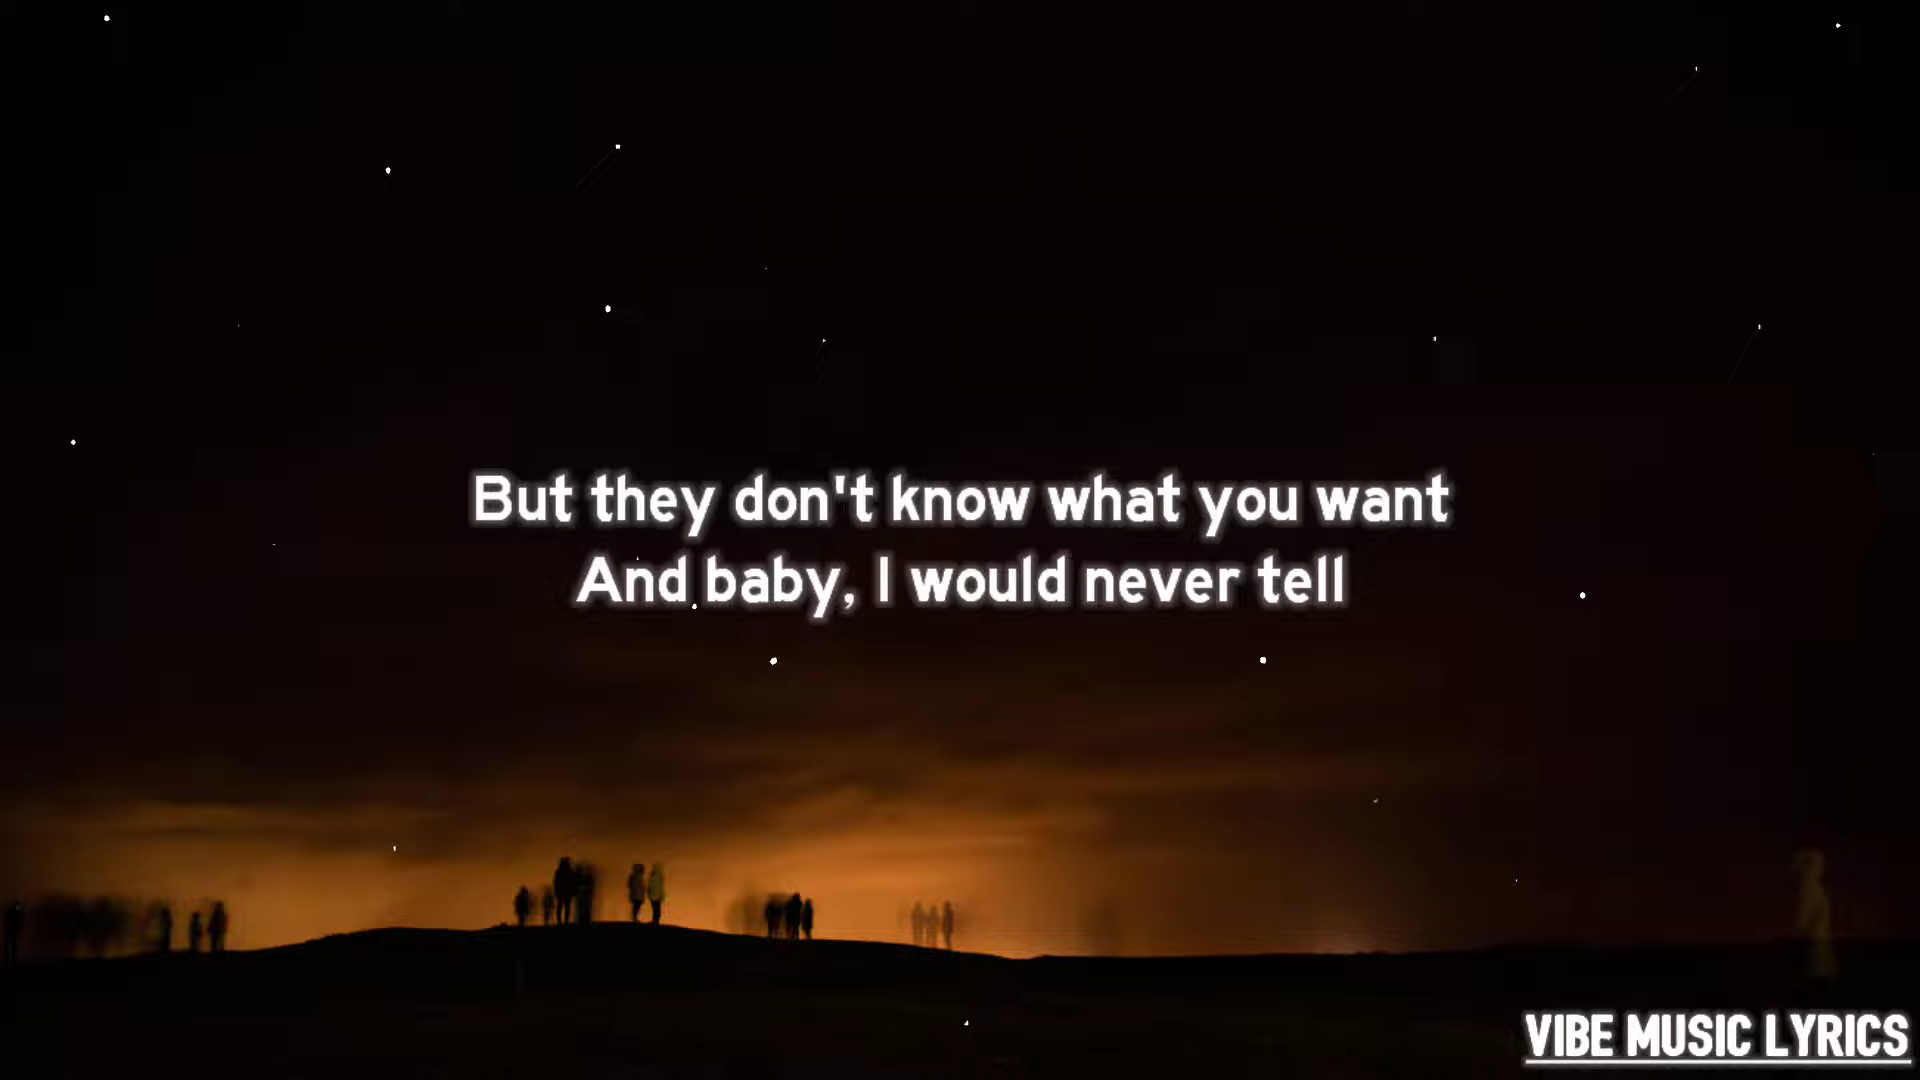 But they don't know what you want
And baby, I would never tell
VIBE MUSIC LYRICS